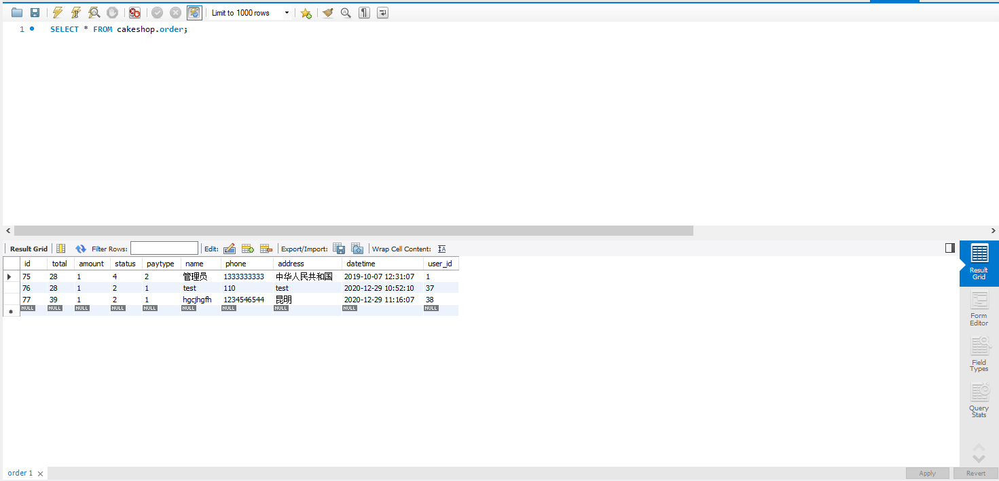 Limit to 1000 rows
1 SELECT * FROM cakeshop.order;
Result Grid Filter Rows: Edit: Export/Import: Wrap Cell Content:
id total amount status paytype name phone address datetime user_id
75 28 1 4 2 管理员 1333333333 中华人民共和国 2019-10-07 12:31:07 1
76 28 1 2 1 test 110 test 2020-12-29 10:52:10 37
77 39 1 2 1 hgcjhgfh 1234546544 昆明 2020-12-29 11:16:07 38
NULL NULL NULL NULL NULL NULL NULL NULL NULL NULL
Result
Grid
Form
Editor
Field
Types
Query
Stats
order 1
Apply Revert